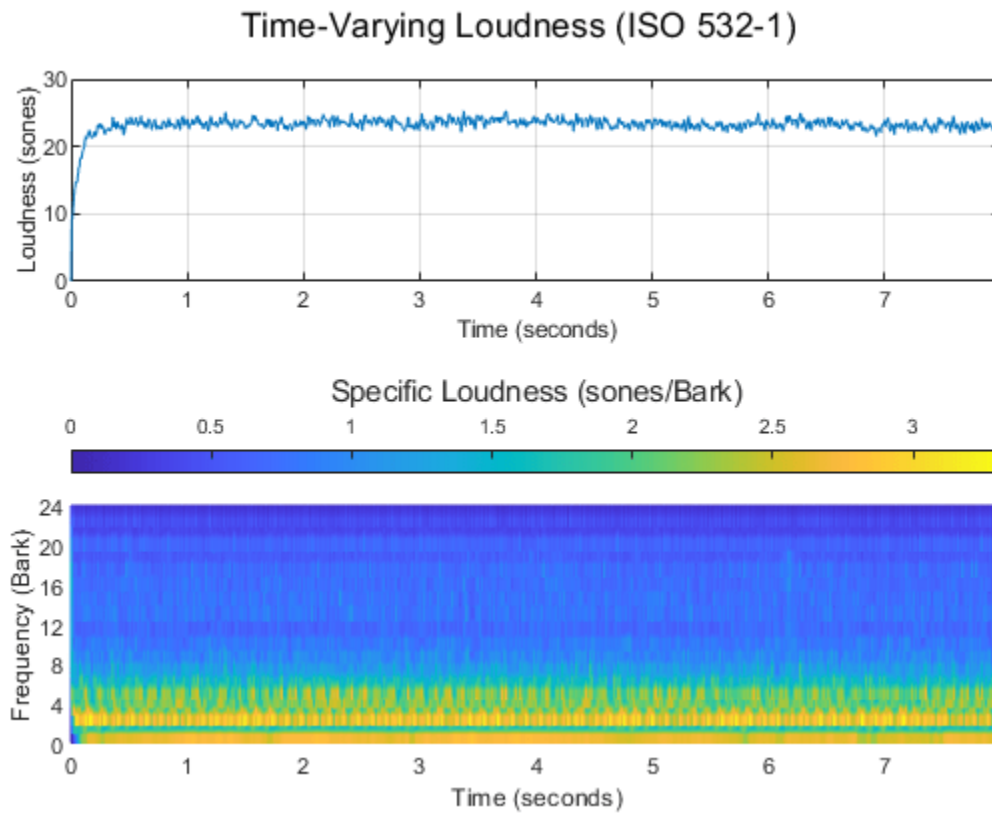 Time-Varying Loudness (ISO 532-1)
30
20
10
0
Loudness (sones)
0 1 2 3 4 5 6 7
Time (seconds)
Specific Loudness (sones/Bark)
0 0.5 1 1.5 2 2.5 3
24
20
16
12
8
4
0
Frequency (Bark)
0 1 2 3 4 5 6 7
Time (seconds)